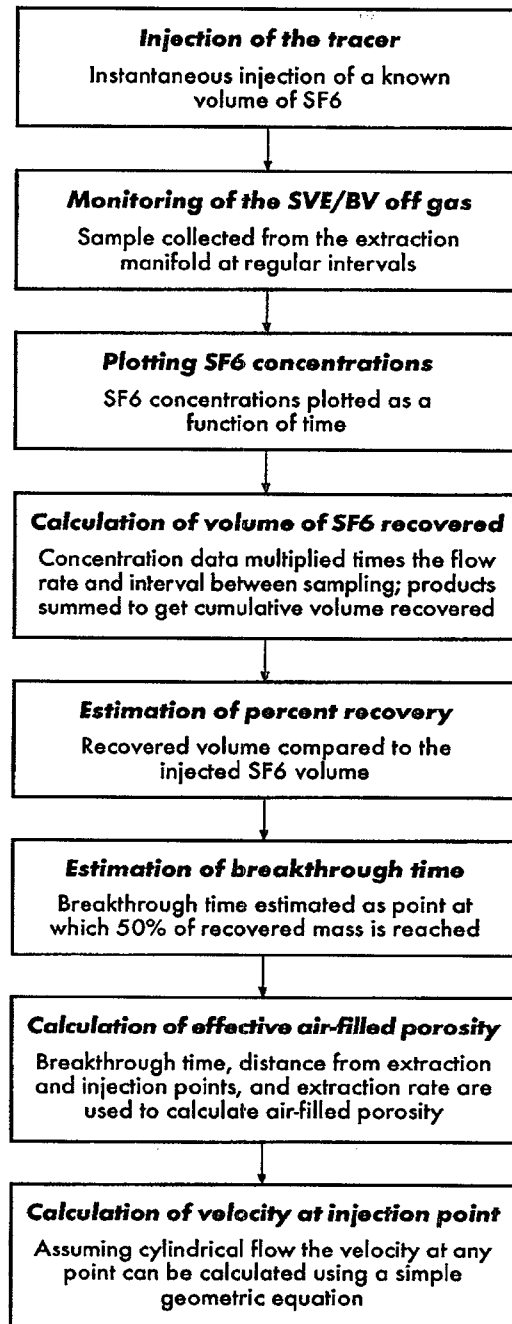 Injection of the tracer
Instantaneous injection of a known
volume of SF6
Monitoring of the SVE/BV off gas
Sample collected from the extraction
manifold at regular intervals
Plotting SF6 concentrations
SF6 concentrations plotted as a
function of time
Calculation of volume of SF6 recovered
Concentration data multiplied times the flow
rate and interval between sampling; products
summed to get cumulative volume recovered
Estimation of percent recovery
Recovered volume compared to the
injected SF6 volume
Estimation of breakthrough time
Breakthrough time estimated as point at
which 50% of recovered mass is reached
Calculation of effective air-filled porosity
Breakthrough time, distance from extraction
and injection points, and extraction rate are
used to calculate air-filled porosity
Calculation of velocity at injection point
Assuming cylindrical flow the velocity at any
point can be calculated using a simple
geometric equation